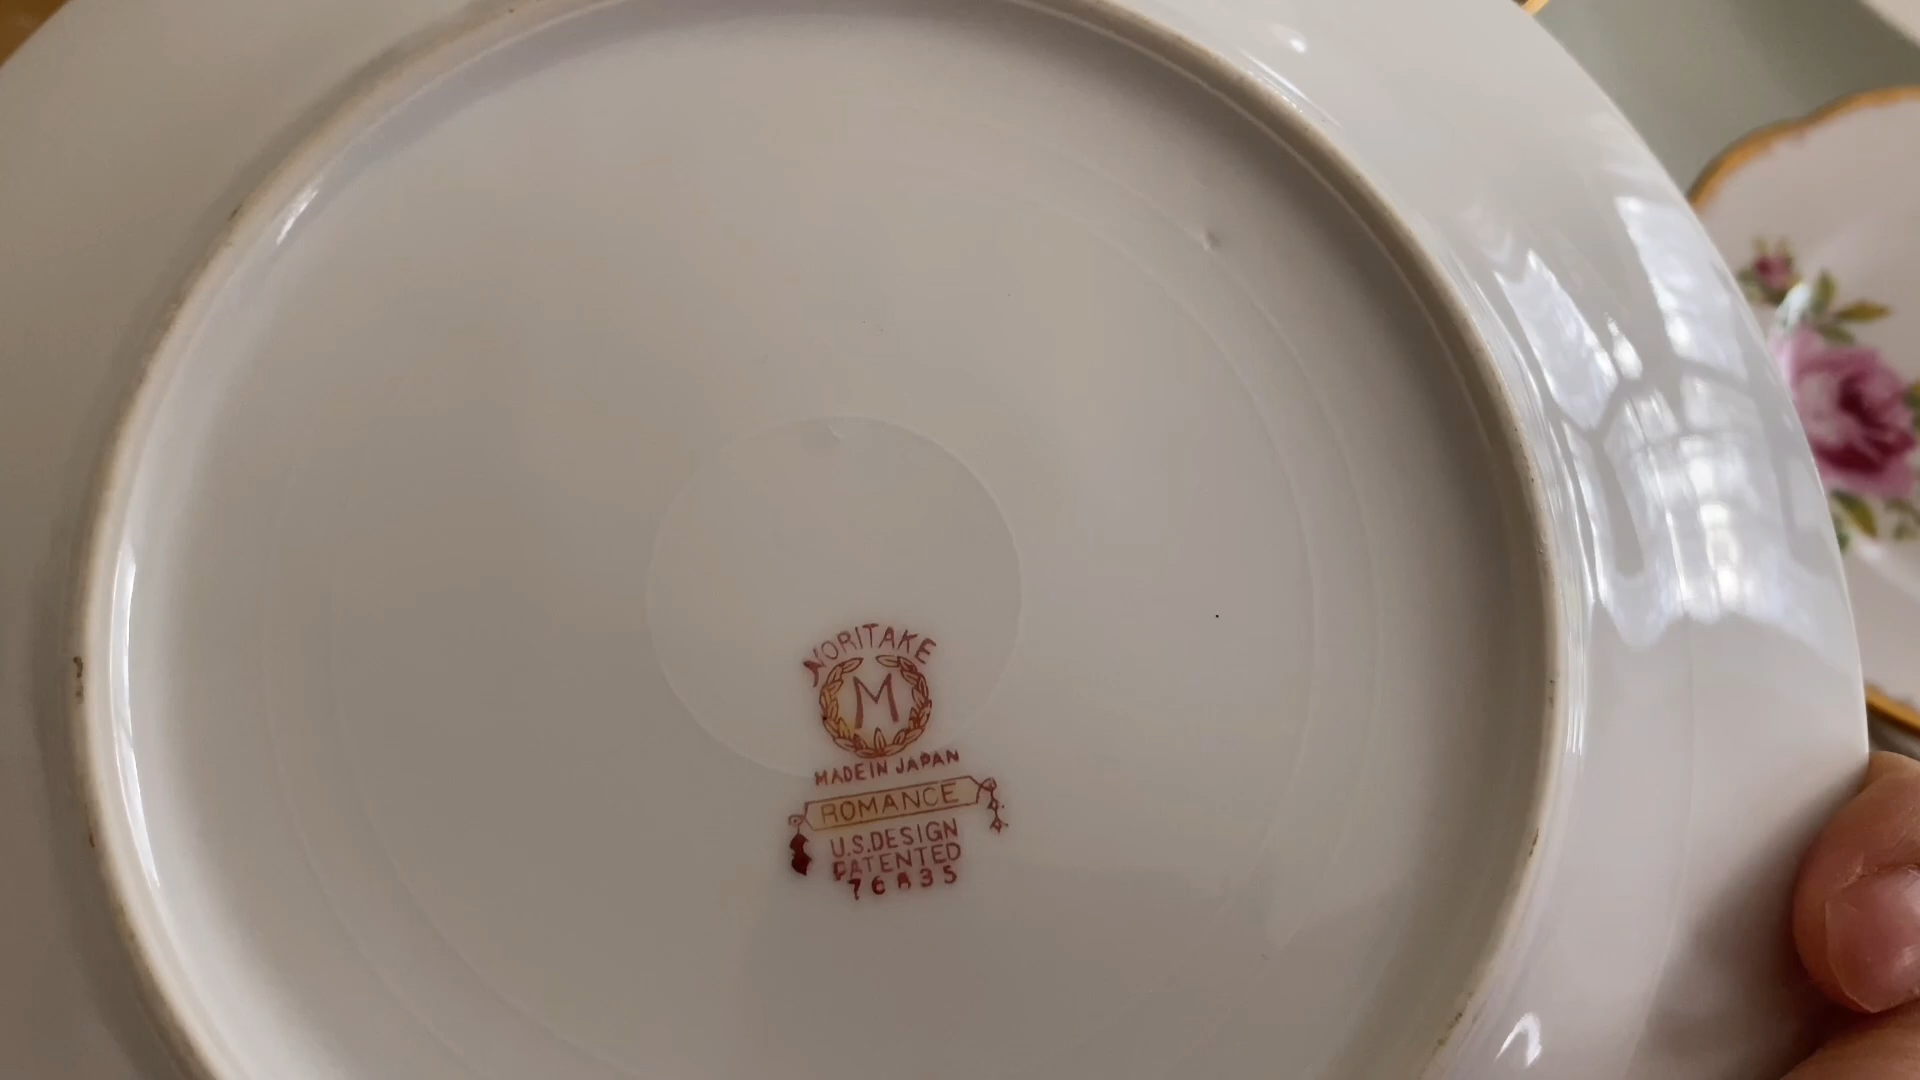 NORITAKE
M
MADE IN JAPAN
ROMANCE
U.S.DESIGN
PATENTED
76835